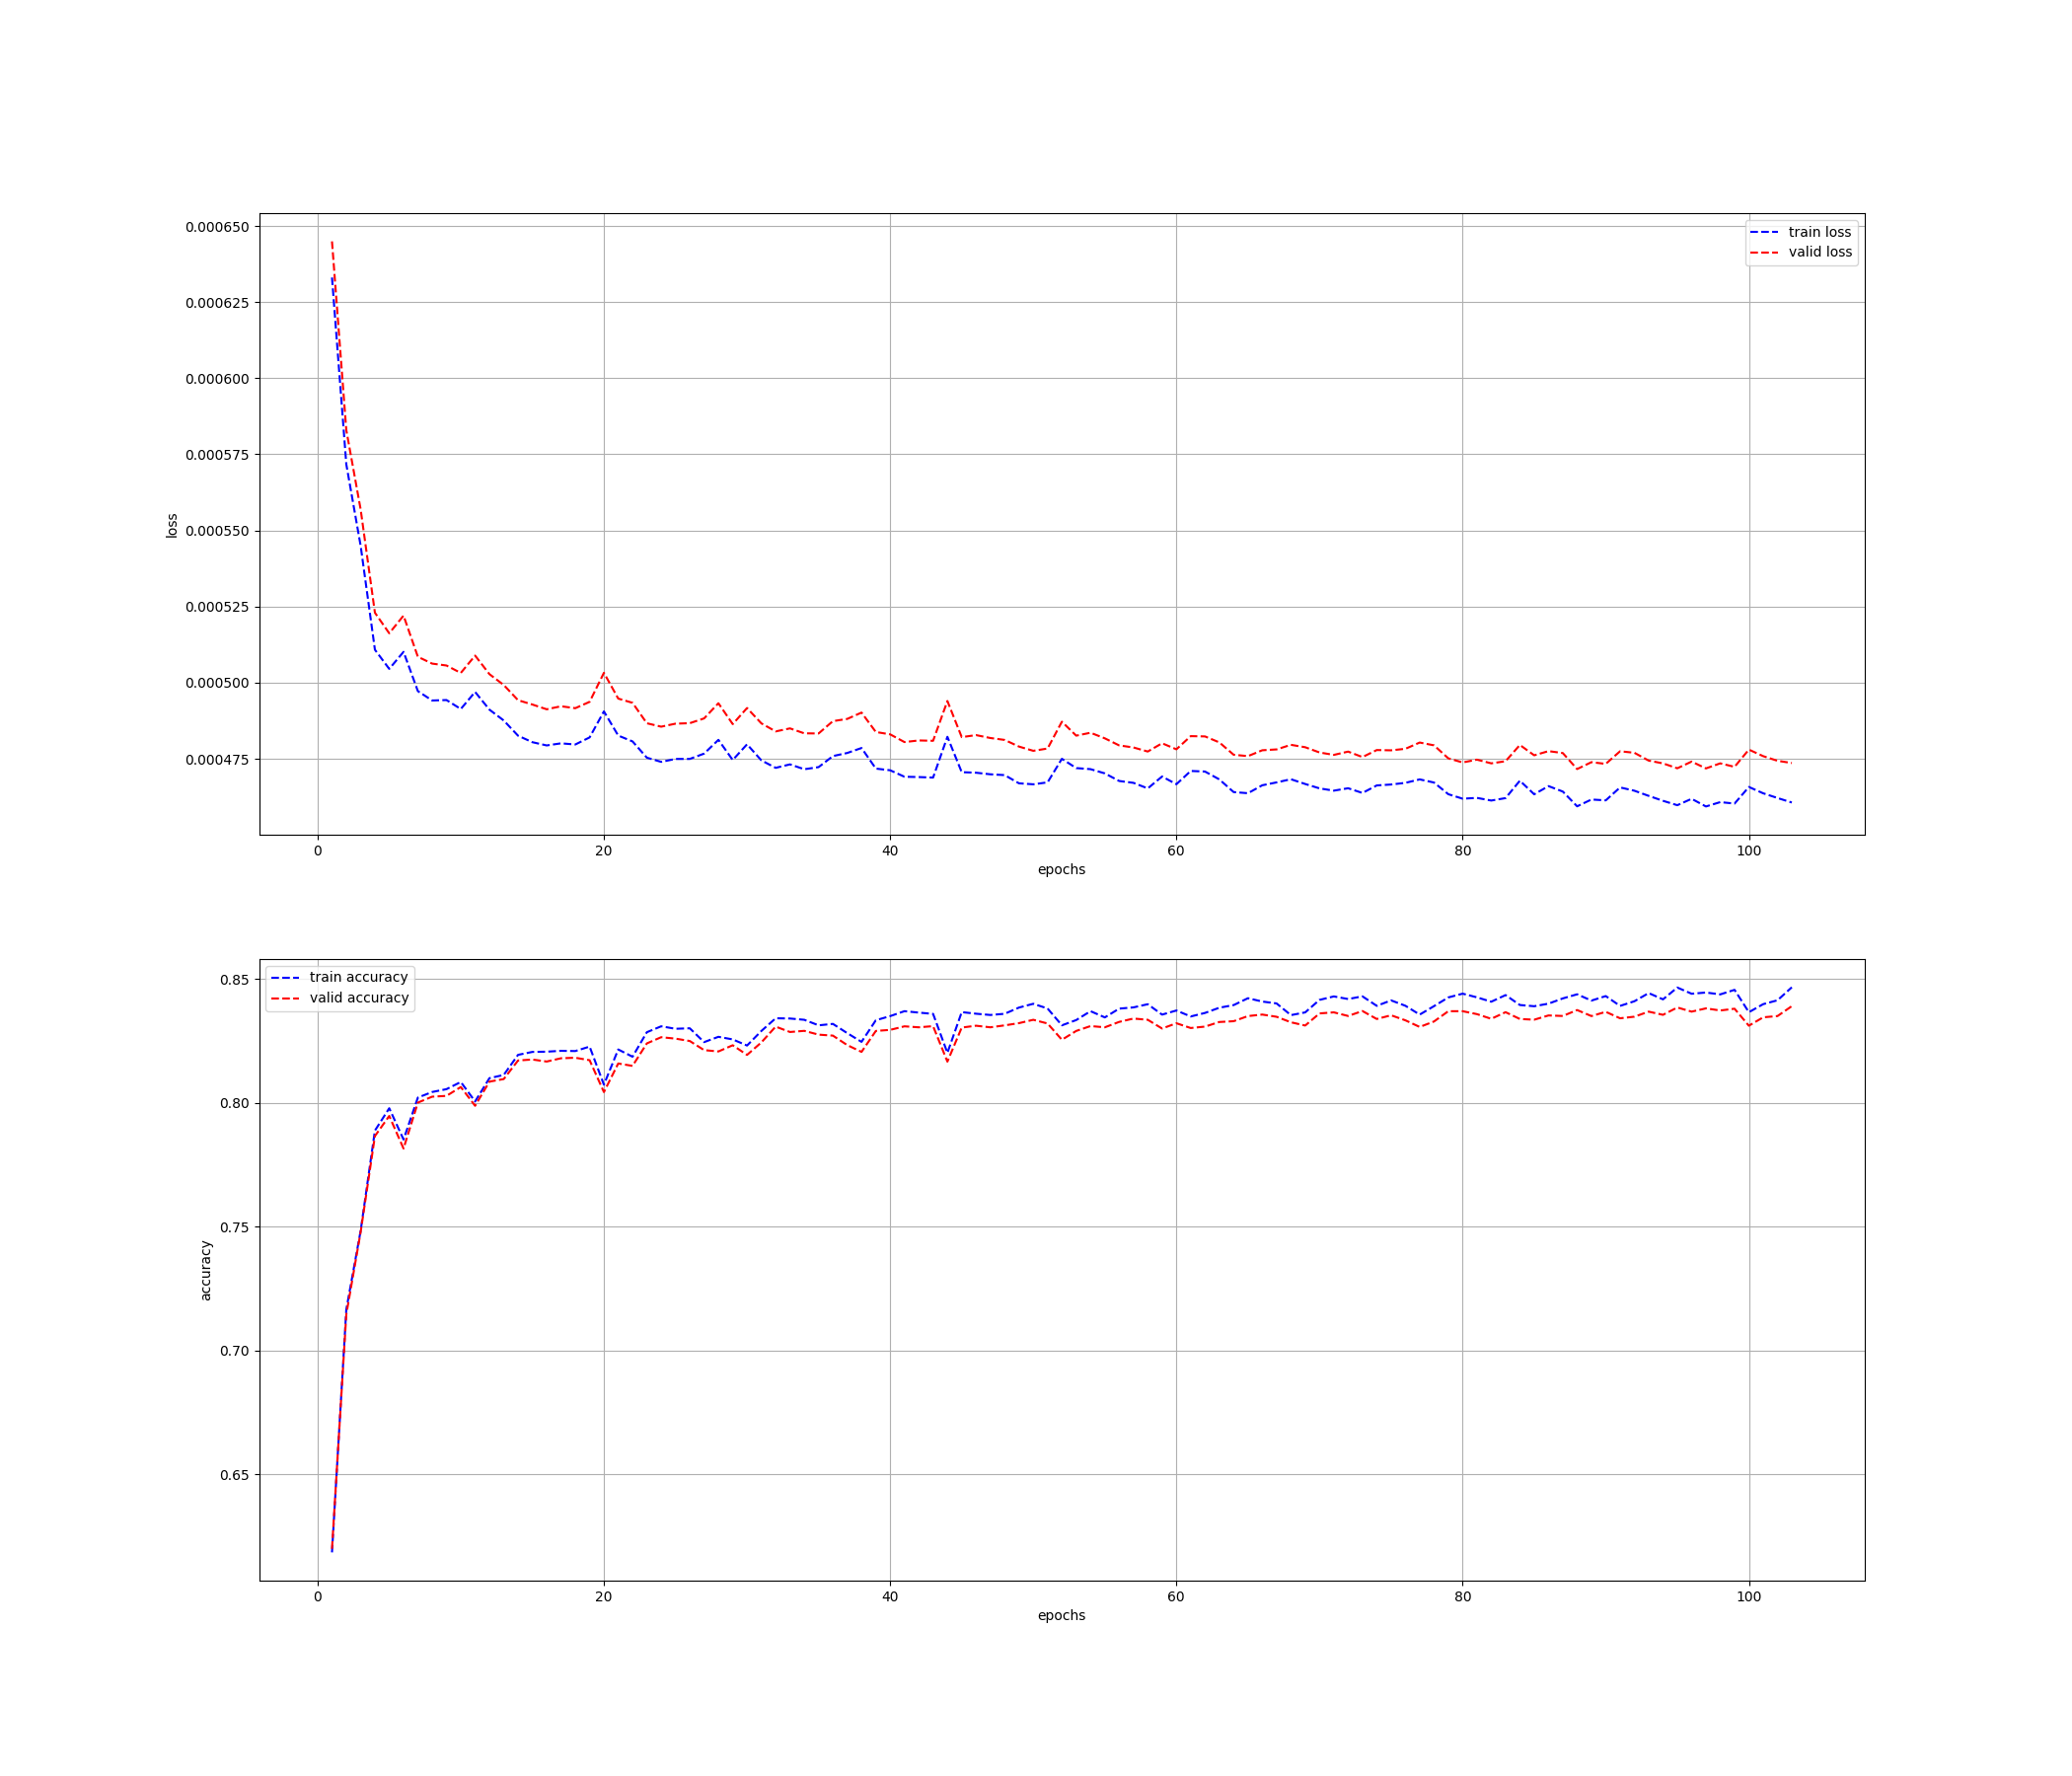 0.000650
0.000625
0.000600
0.000575
0.000550
0.000525
0.000500
0.000475
loss
train loss
valid loss
0 20 40 60 80 100
epochs
train accuracy
valid accuracy
0.85
0.80
0.75
0.70
0.65
accuracy
0 20 40 60 80 100
epochs